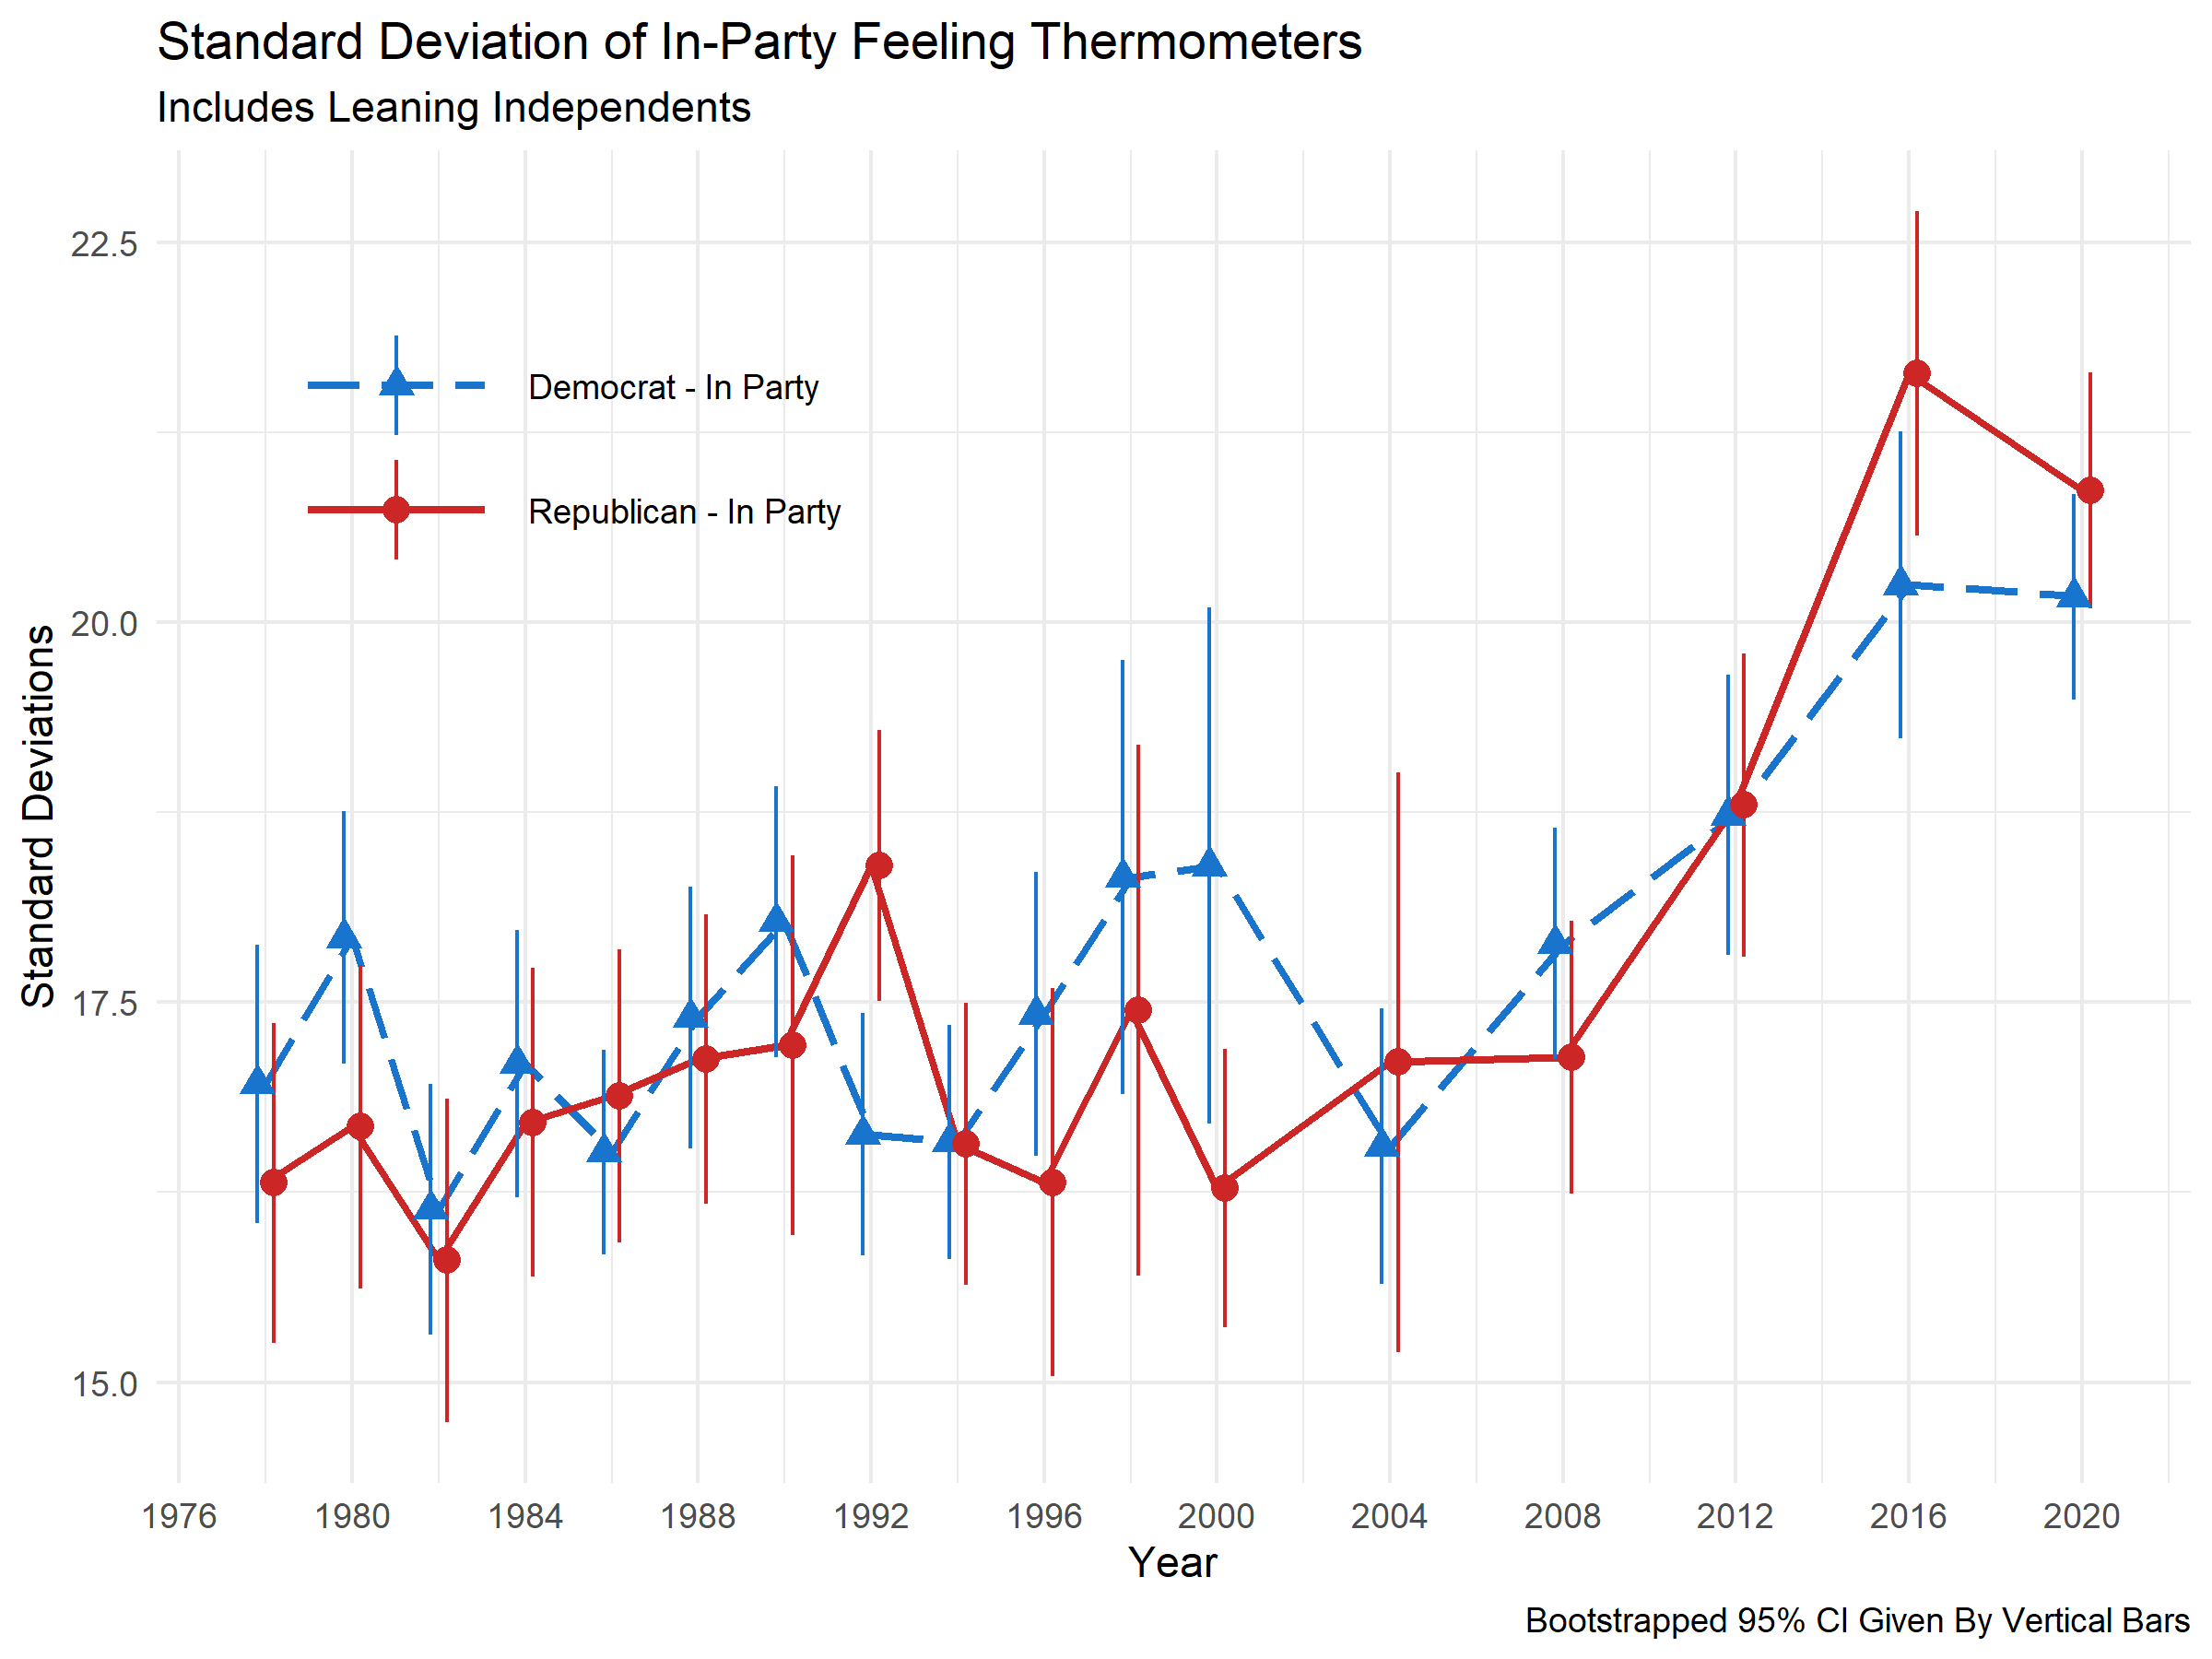 Standard Deviation of In-Party Feeling Thermometers
Includes Leaning Independents
22.5
20.0
17.5
15.0
Standard Deviations
Democrat - In Party
Republican - In Party
1976 1980 1984 1988 1992 1996 2000 2004 2008 2012 2016 2020
Year
Bootstrapped 95% CI Given By Vertical Bars